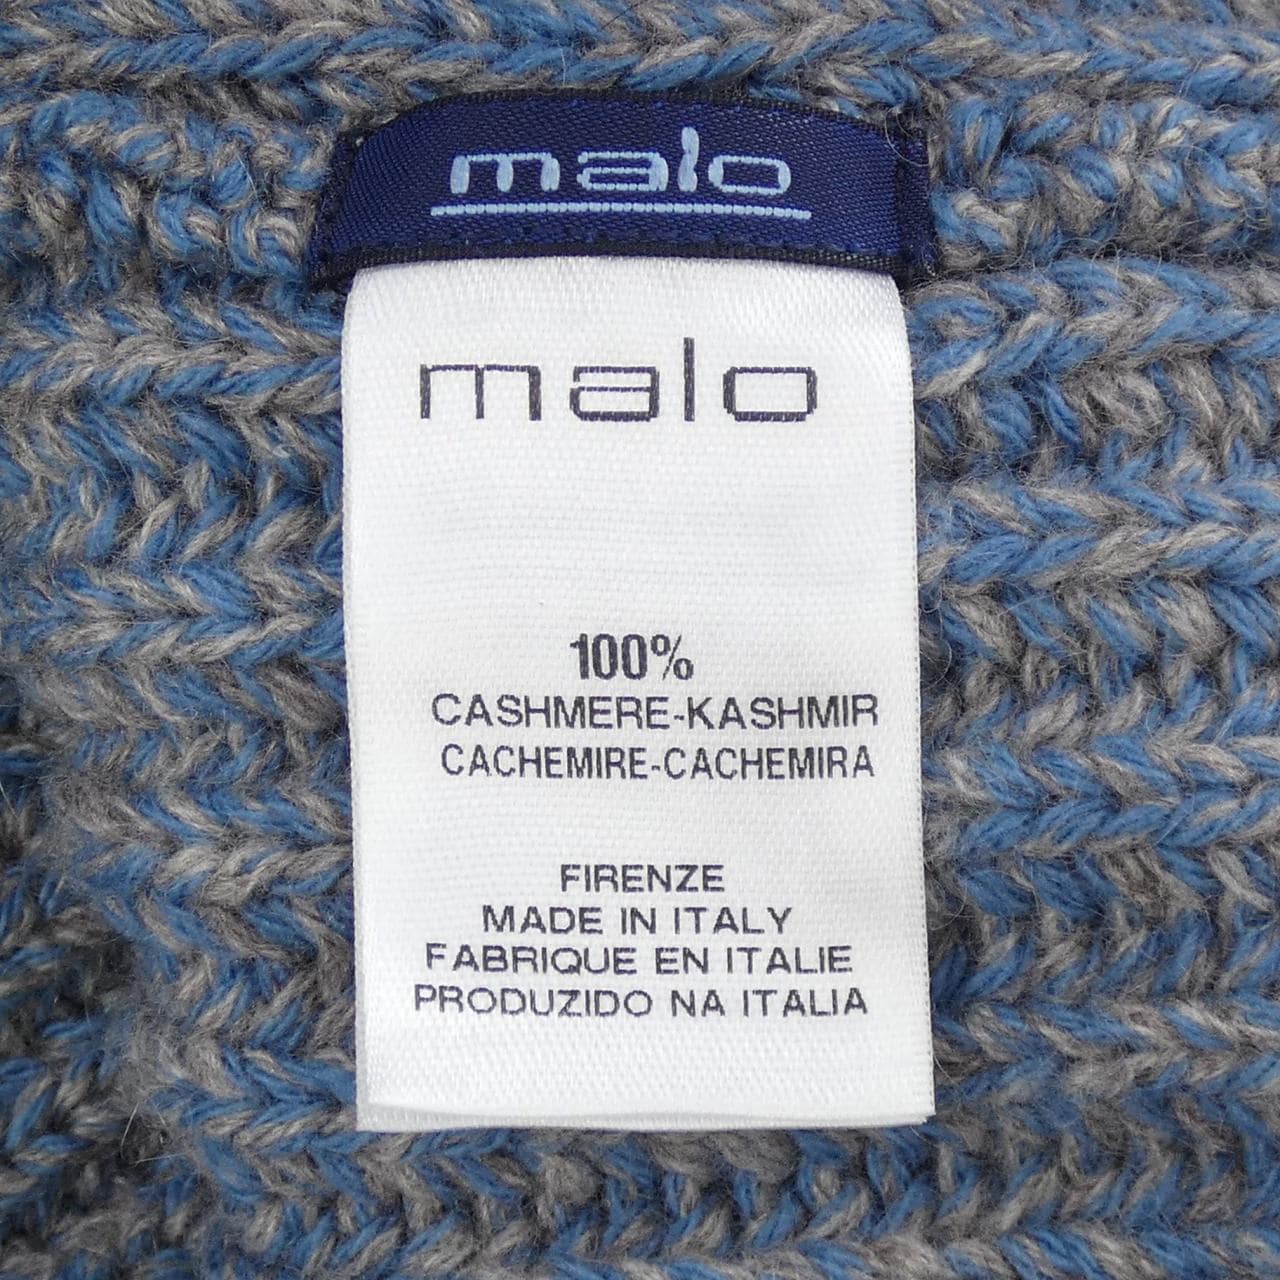 malo
malo
100%
CASHMERE-KASHMIR
CACHEMIRE-CACHEMIRA
FIRENZE
MADE IN ITALY
FABRIQUE EN ITALIE
PRODUZIDO NA ITALIA